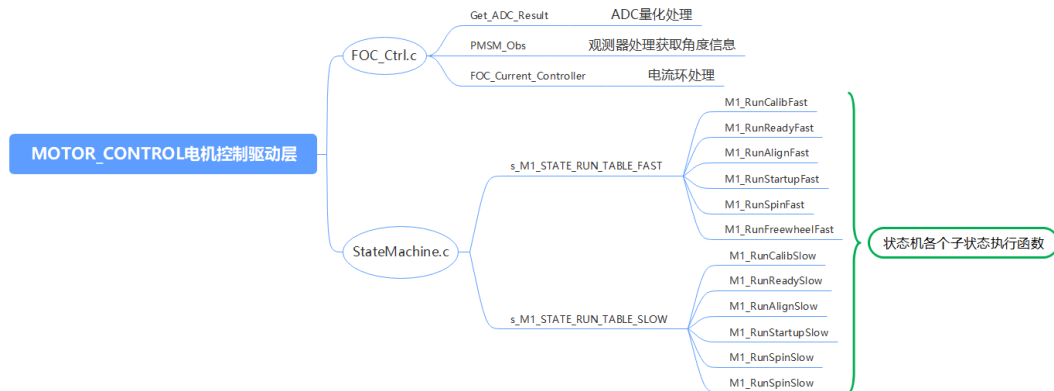 MOTOR_CONTROL电机控制驱动层
FOC_Ctrl.c
Get_ADC_Result ADC量化处理
PMSM_Obs 观测器处理获取角度信息
FOC_Current_Controller 电流环处理
StateMachine.c
s_M1_STATE_RUN_TABLE_FAST
M1_RunCalibFast
M1_RunReadyFast
M1_RunAlignFast
M1_RunStartupFast
M1_RunSpinFast
M1_RunFreewheelFast
s_M1_STATE_RUN_TABLE_SLOW
M1_RunCalibSlow
M1_RunReadySlow
M1_RunAlignSlow
M1_RunStartupSlow
M1_RunSpinSlow
M1_RunSpinSlow
状态机各个子状态执行函数